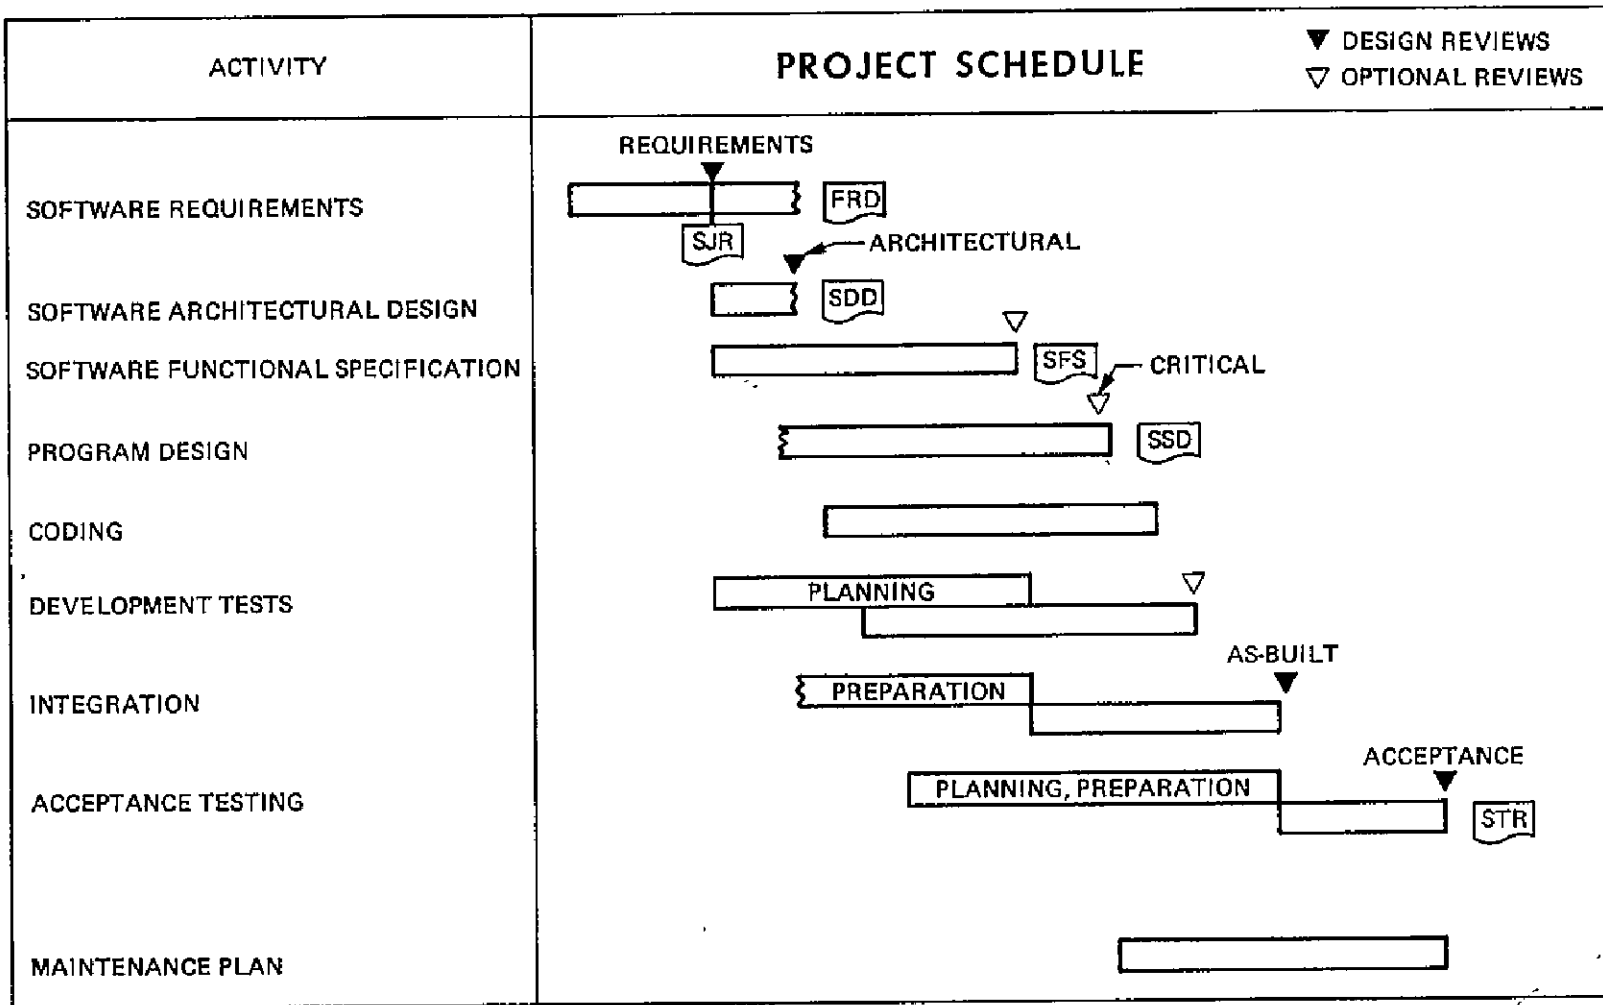 ACTIVITY
PROJECT SCHEDULE
▼ DESIGN REVIEWS
▽ OPTIONAL REVIEWS
REQUIREMENTS
SOFTWARE REQUIREMENTS
FRD
SJR
ARCHITECTURAL
SOFTWARE ARCHITECTURAL DESIGN
SDD
SOFTWARE FUNCTIONAL SPECIFICATION
SFS
CRITICAL
PROGRAM DESIGN
SSD
CODING
DEVELOPMENT TESTS
PLANNING
AS-BUILT
INTEGRATION
PREPARATION
ACCEPTANCE
ACCEPTANCE TESTING
PLANNING, PREPARATION
STR
MAINTENANCE PLAN